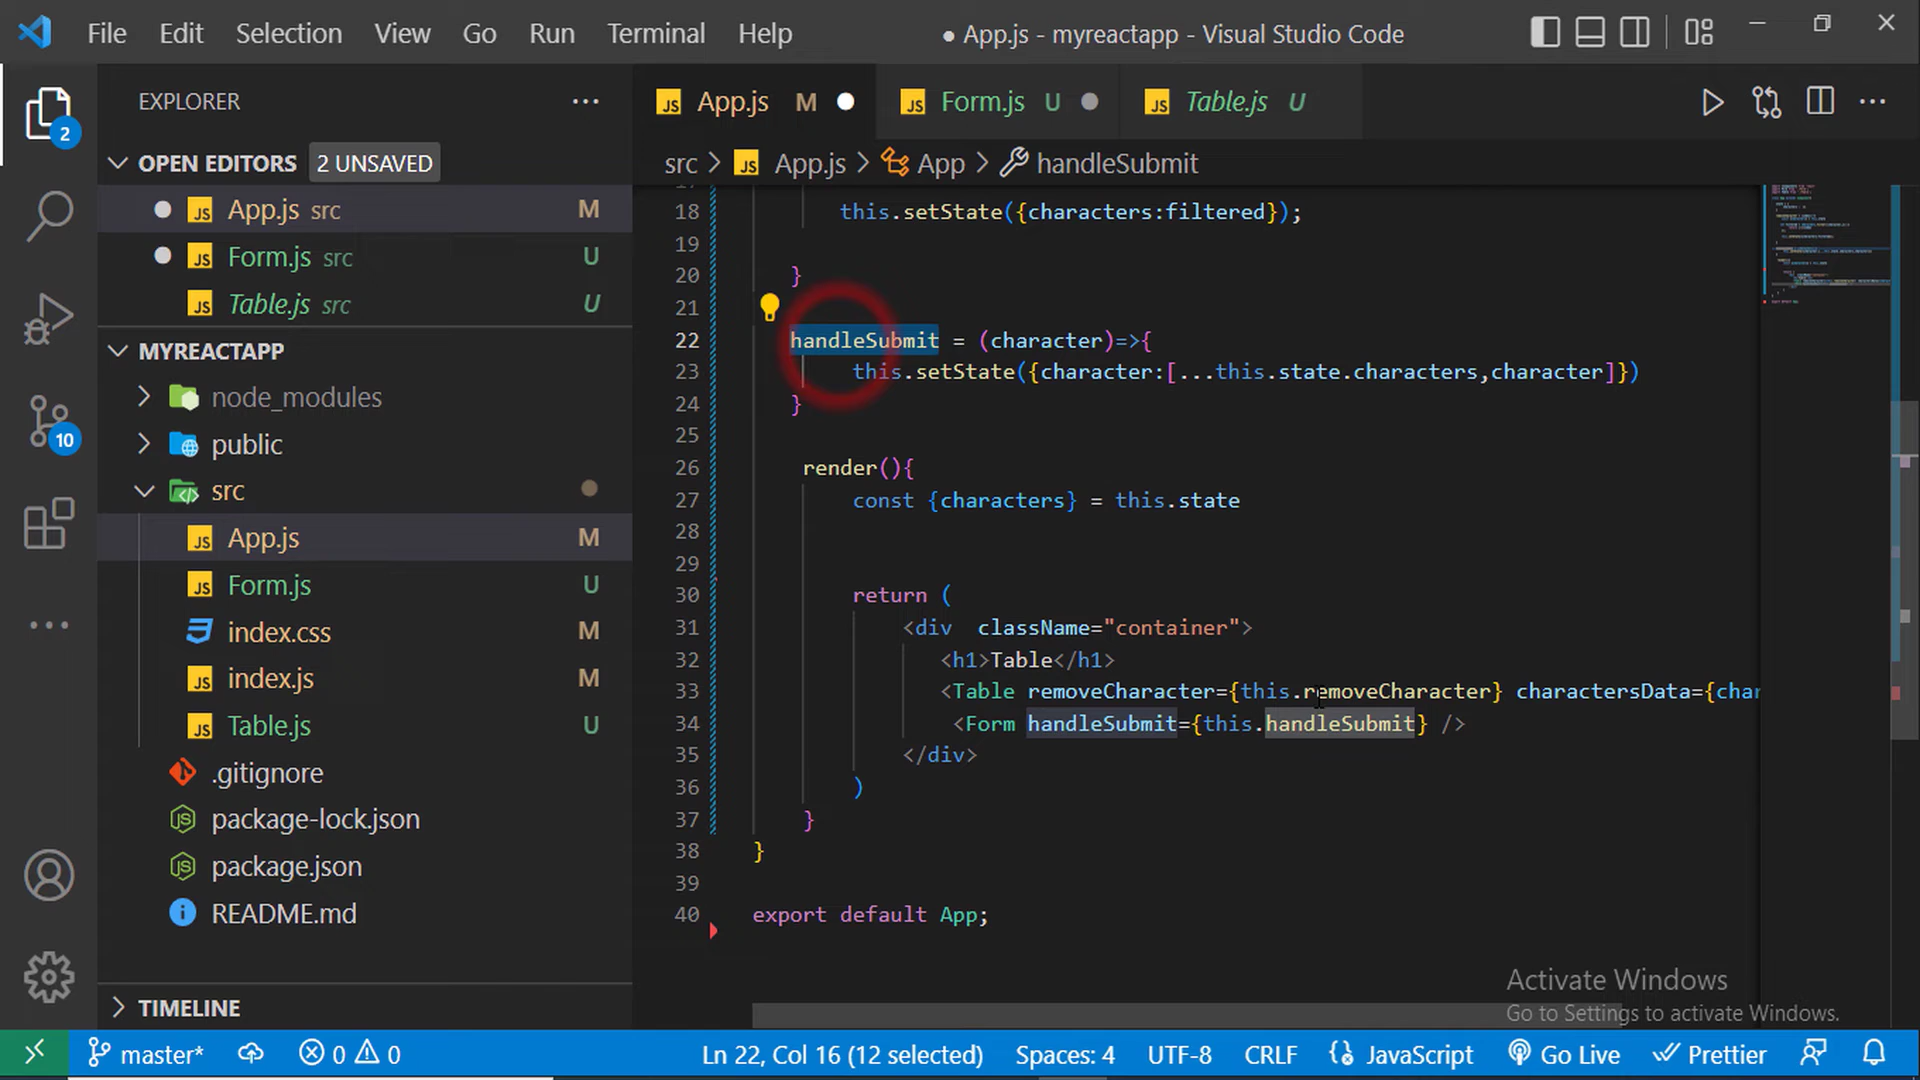 File Edit Selection View Go Run Terminal Help
● App.js - myreactapp - Visual Studio Code
EXPLORER
App.js M
Form.js U
Table.js U
2
OPEN EDITORS 2 UNSAVED
src > App.js > App > handleSubmit
App.js src M
Form.js src U
Table.js src U
MYREACTAPP
node_modules
public
10
src
App.js M
Form.js U
index.css M
index.js M
Table.js U
.gitignore
package-lock.json
package.json
README.md
TIMELINE
18 this.setState({characters:filtered});
19
20 }
21
22 handleSubmit = (character)=>{
23 this.setState({character:[...this.state.characters,character]})
24 }
25
26 render(){
27 const {characters} = this.state
28
29
30 return (
31 <div  className="container">
32 <h1>Table</h1>
33 <Table removeCharacter={this.removeCharacter} charactersData={char
34 <Form handleSubmit={this.handleSubmit} />
35 </div>
36 )
37 }
38 }
39
40 export default App;
Activate Windows
Go to Settings to activate Windows.
master* 0 0 Ln 22, Col 16 (12 selected) Spaces: 4 UTF-8 CRLF JavaScript Go Live Prettier